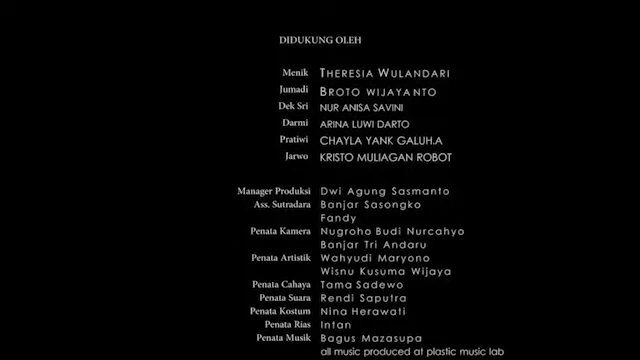 DIDUKUNG OLEH
Menik THERESIA WULANDARI
Jumadi BROTO WIJAYANTO
Dek Sri NUR ANISA SAVINI
Darmi ARINA LUWI DARTO
Pratiwi CHAYLA YANK GALUH.A
Jarwo KRISTO MULIAGAN ROBOT
Manager Produksi Dwi Agung Sasmanto
Ass. Sutradara Banjar Sasongko
Fandy
Penata Kamera Nugroho Budi Nurcahyo
Banjar Tri Andaru
Penata Artistik Wahyudi Maryono
Wisnu Kusuma Wijaya
Penata Cahaya Tama Sadewo
Penata Suara Rendi Saputra
Penata Kostum Nina Herawati
Penata Rias Intan
Penata Musik Bagus Mazasupa
all music produced at plastic music lab